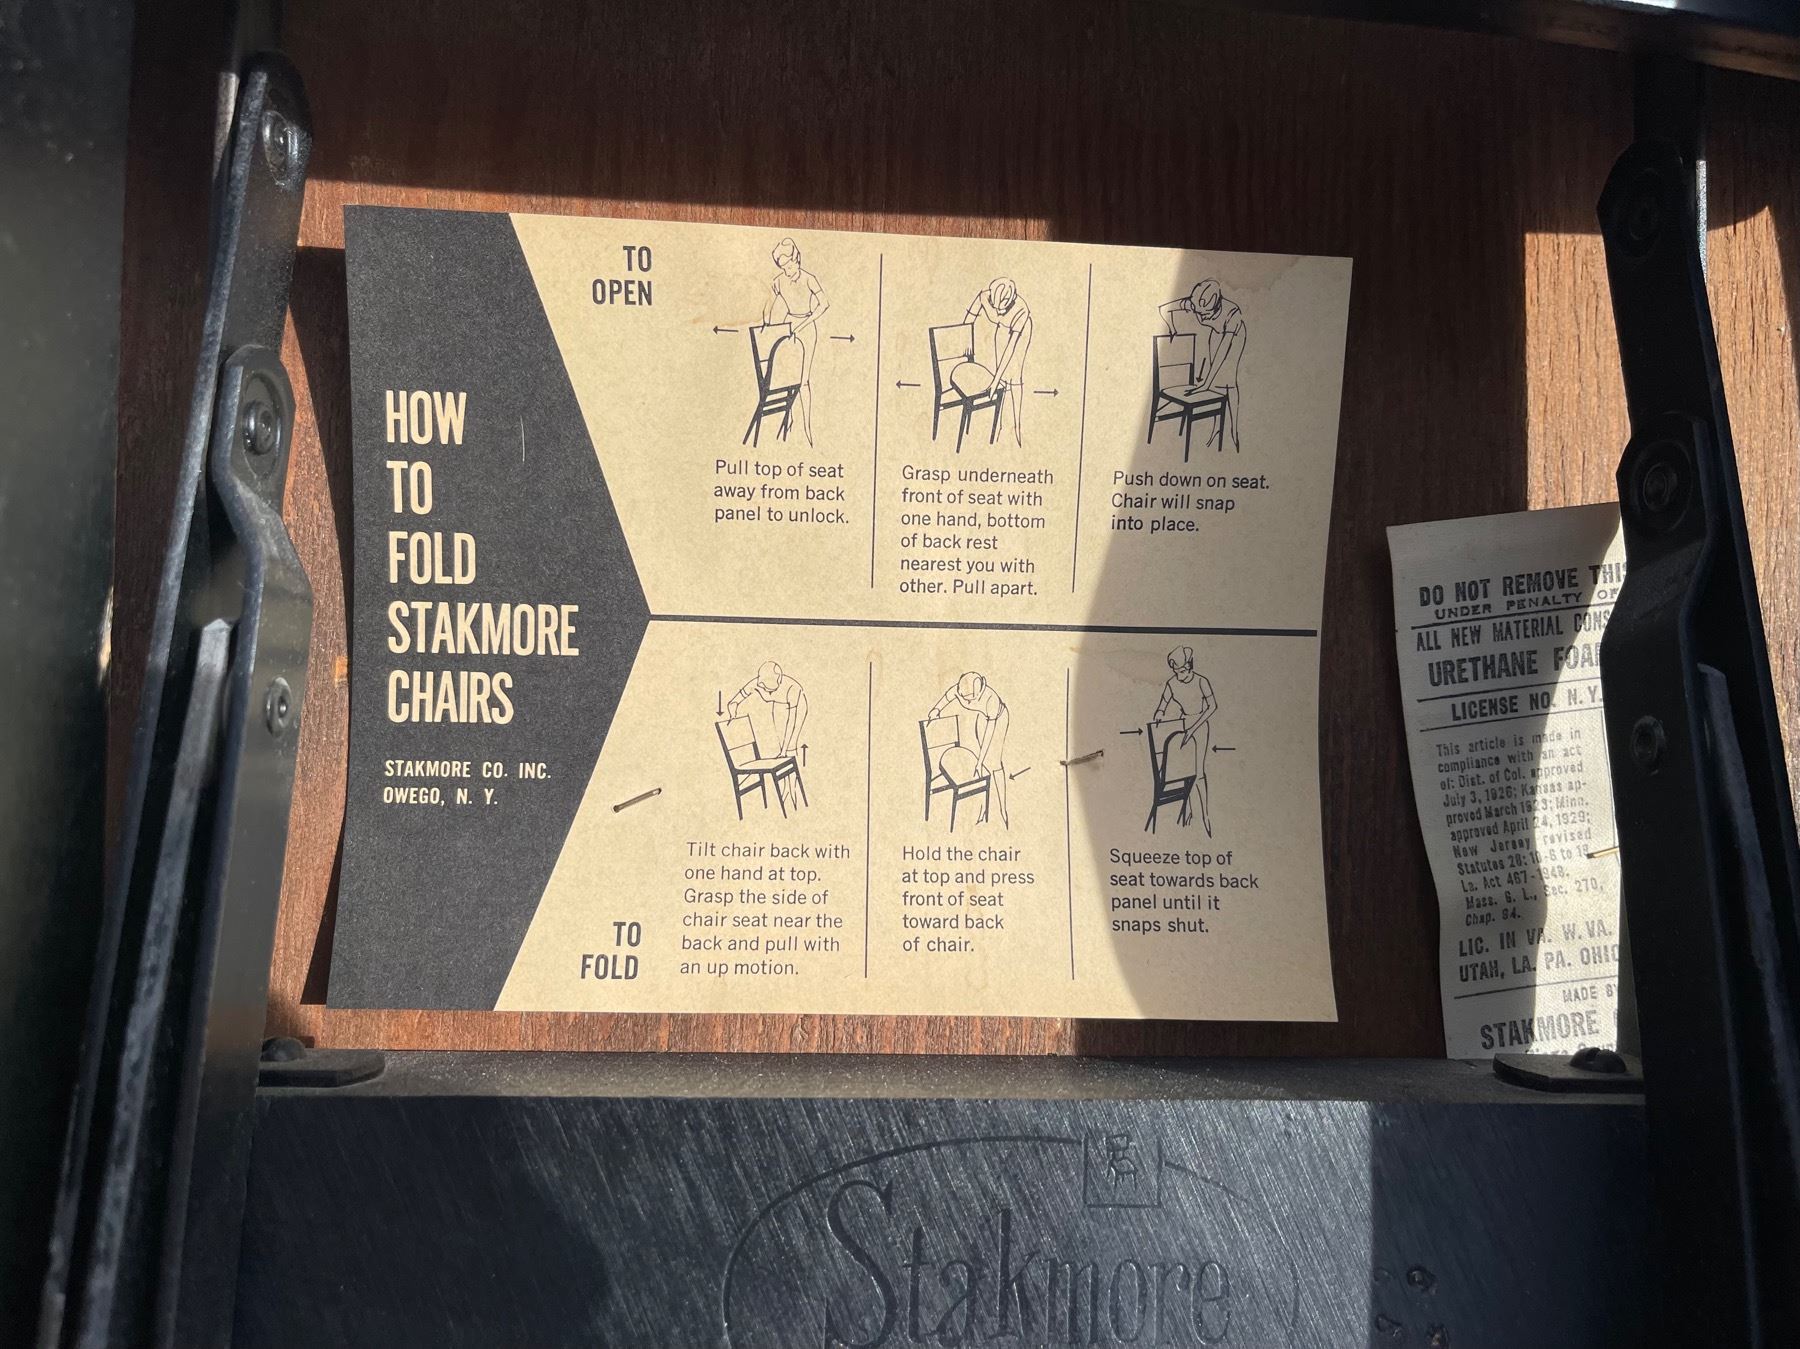 HOW
TO
FOLD
STAKMORE
CHAIRS
STAKMORE CO. INC.
OWEGO, N. Y.
TO
OPEN
Pull top of seat
away from back
panel to unlock.
Grasp underneath
front of seat with
one hand, bottom
of back rest
nearest you with
other. Pull apart.
Push down on seat.
Chair will snap
into place.
TO
FOLD
Tilt chair back with
one hand at top.
Grasp the side of
chair seat near the
back and pull with
an up motion.
Hold the chair
at top and press
front of seat
toward back
of chair.
Squeeze top of
seat towards back
panel until it
snaps shut.
DO NOT REMOVE THIS
UNDER PENALTY OF
ALL NEW MATERIAL CONS
URETHANE FOA
LICENSE NO. N.Y.
This article is made in
compliance with an act
of: Dist. of Col. approved
July 3, 1926; Kansas ap-
proved March 1923; Minn.
approved April 24, 1929;
New Jersey revised
Statutes 26:10-6 to 18
La. Act 467-1948.
Mass. G. L., Sec. 270,
Chap. 94.
LIC. IN VA. W.VA.
UTAH, LA. PA. OHIO
MADE BY
STAKMORE
Stakmore